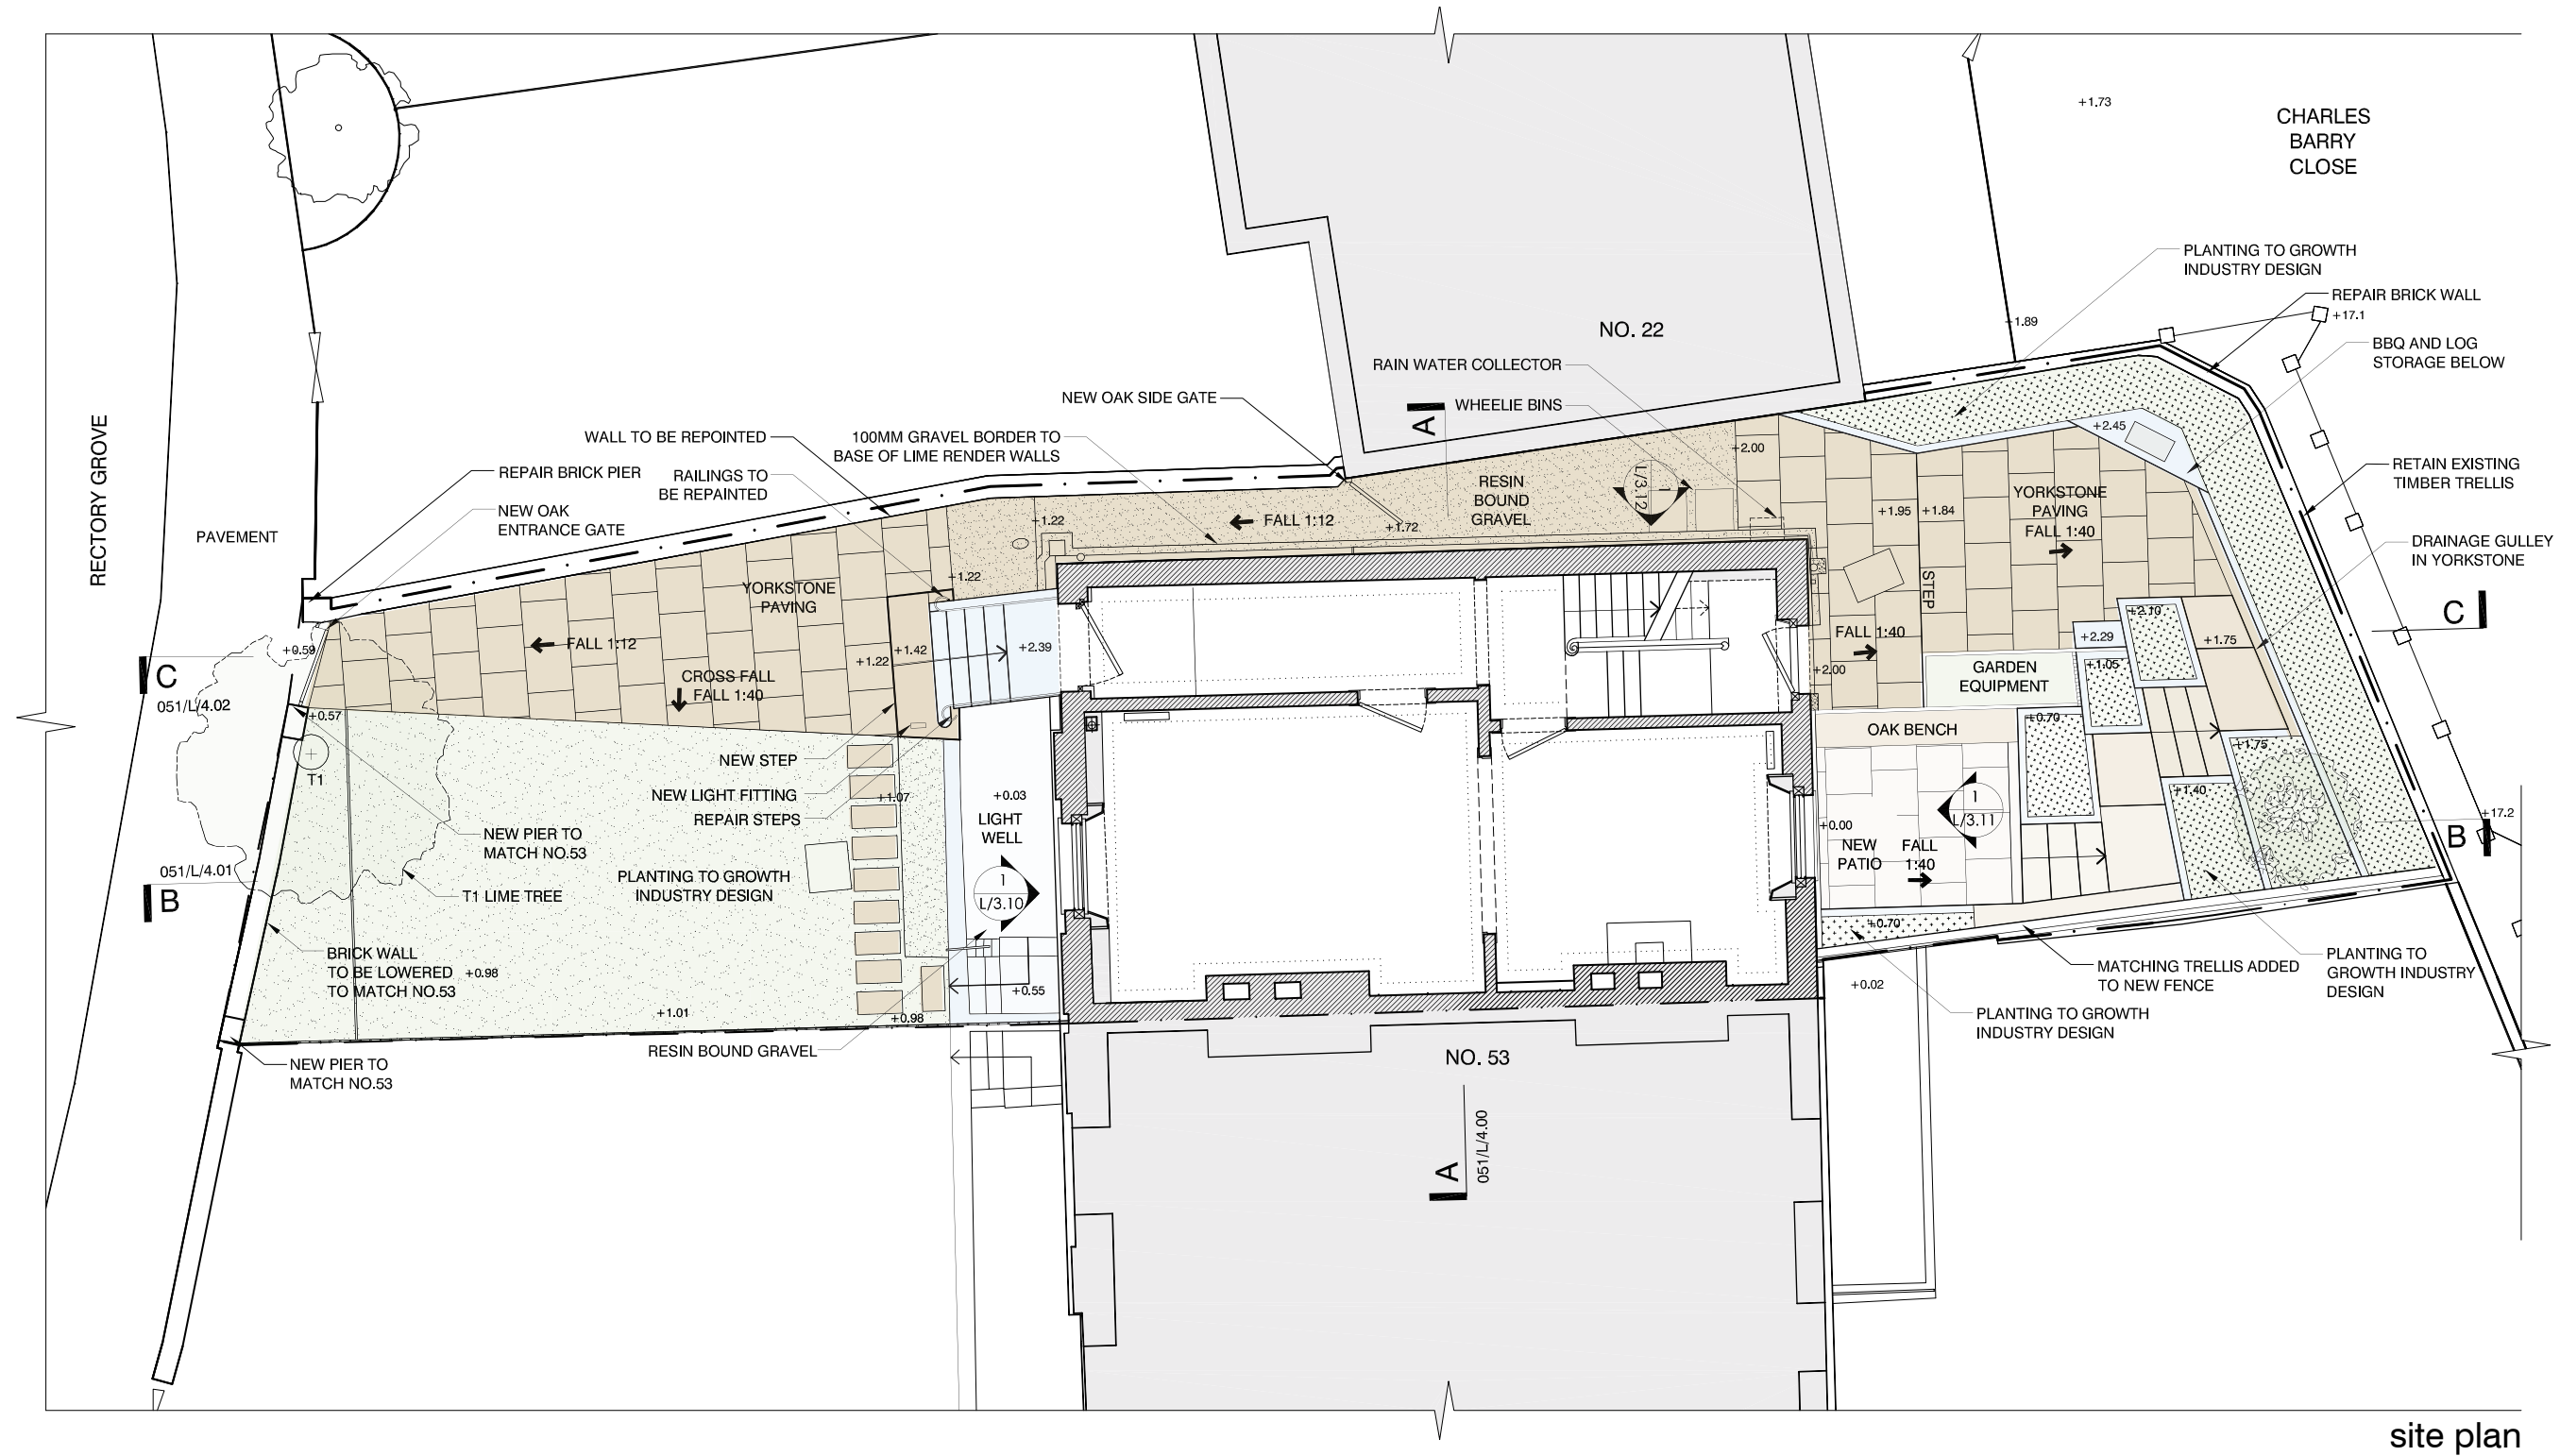 CHARLES
BARRY
CLOSE
+1.73
PLANTING TO GROWTH
INDUSTRY DESIGN
REPAIR BRICK WALL
+17.1
+1.89
BBQ AND LOG
STORAGE BELOW
NO. 22
RAIN WATER COLLECTOR
NEW OAK SIDE GATE
A
WHEELIE BINS
+2.45
WALL TO BE REPOINTED
100MM GRAVEL BORDER TO
BASE OF LIME RENDER WALLS
+2.00
REPAIR BRICK PIER
RAILINGS TO
BE REPAINTED
RETAIN EXISTING
TIMBER TRELLIS
RESIN
BOUND
GRAVEL
1
L/3.12
YORKSTONE
PAVING
FALL 1:40
+1.95
+1.84
NEW OAK
ENTRANCE GATE
+1.22
FALL 1:12
+1.72
RECTORY GROVE
PAVEMENT
DRAINAGE GULLEY
IN YORKSTONE
+1.22
YORKSTONE
PAVING
STEP
C
+2.10
FALL 1:40
+2.29
+1.75
FALL 1:12
+0.59
+1.22
+1.42
+2.39
+2.00
GARDEN
EQUIPMENT
+1.05
C
051/L/4.02
CROSS FALL
FALL 1:40
+0.57
+0.70
OAK BENCH
+1.75
NEW STEP
T1
NEW LIGHT FITTING
+1.07
+0.03
+1.40
REPAIR STEPS
LIGHT
WELL
1
L/3.11
+17.2
B
NEW PIER TO
MATCH NO.53
+0.00
NEW
PATIO
FALL
1:40
051/L/4.01
B
PLANTING TO GROWTH
INDUSTRY DESIGN
1
L/3.10
T1 LIME TREE
+0.70
BRICK WALL
TO BE LOWERED
TO MATCH NO.53
+0.98
+0.55
+0.02
MATCHING TRELLIS ADDED
TO NEW FENCE
PLANTING TO
GROWTH INDUSTRY
DESIGN
+1.01
+0.98
PLANTING TO GROWTH
INDUSTRY DESIGN
RESIN BOUND GRAVEL
NEW PIER TO
MATCH NO.53
NO. 53
A
051/L/4.00
site plan